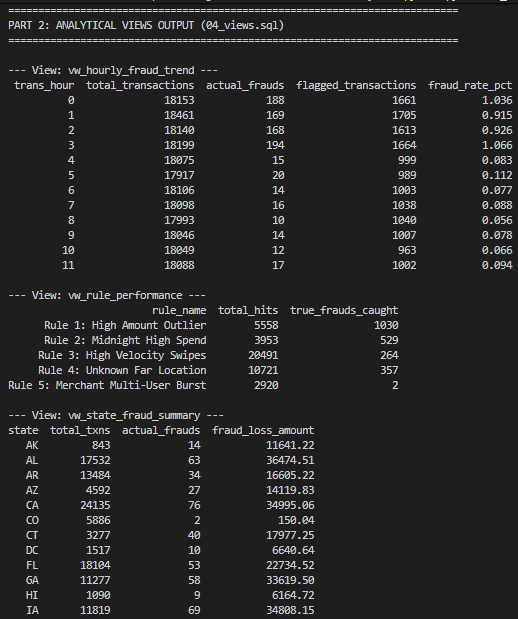 ==========================================================================
PART 2: ANALYTICAL VIEWS OUTPUT (04_views.sql)
==========================================================================
--- View: vw_hourly_fraud_trend ---
trans_hour total_transactions actual_frauds flagged_transactions fraud_rate_pct
0 18153 188 1661 1.036
1 18461 169 1705 0.915
2 18140 168 1613 0.926
3 18199 194 1664 1.066
4 18075 15 999 0.083
5 17917 20 989 0.112
6 18106 14 1003 0.077
7 18098 16 1038 0.088
8 17993 10 1040 0.056
9 18046 14 1007 0.078
10 18049 12 963 0.066
11 18088 17 1002 0.094
--- View: vw_rule_performance ---
rule_name total_hits true_frauds_caught
Rule 1: High Amount Outlier 5558 1030
Rule 2: Midnight High Spend 3953 529
Rule 3: High Velocity Swipes 20491 264
Rule 4: Unknown Far Location 10721 357
Rule 5: Merchant Multi-User Burst 2920 2
--- View: vw_state_fraud_summary ---
state total_txns actual_frauds fraud_loss_amount
AK 843 14 11641.22
AL 17532 63 36474.51
AR 13484 34 16605.22
AZ 4592 27 14119.83
CA 24135 76 34995.06
CO 5886 2 150.04
CT 3277 40 17977.25
DC 1517 10 6640.64
FL 18104 53 22734.52
GA 11277 58 33619.50
HI 1090 9 6164.72
IA 11819 69 34808.15